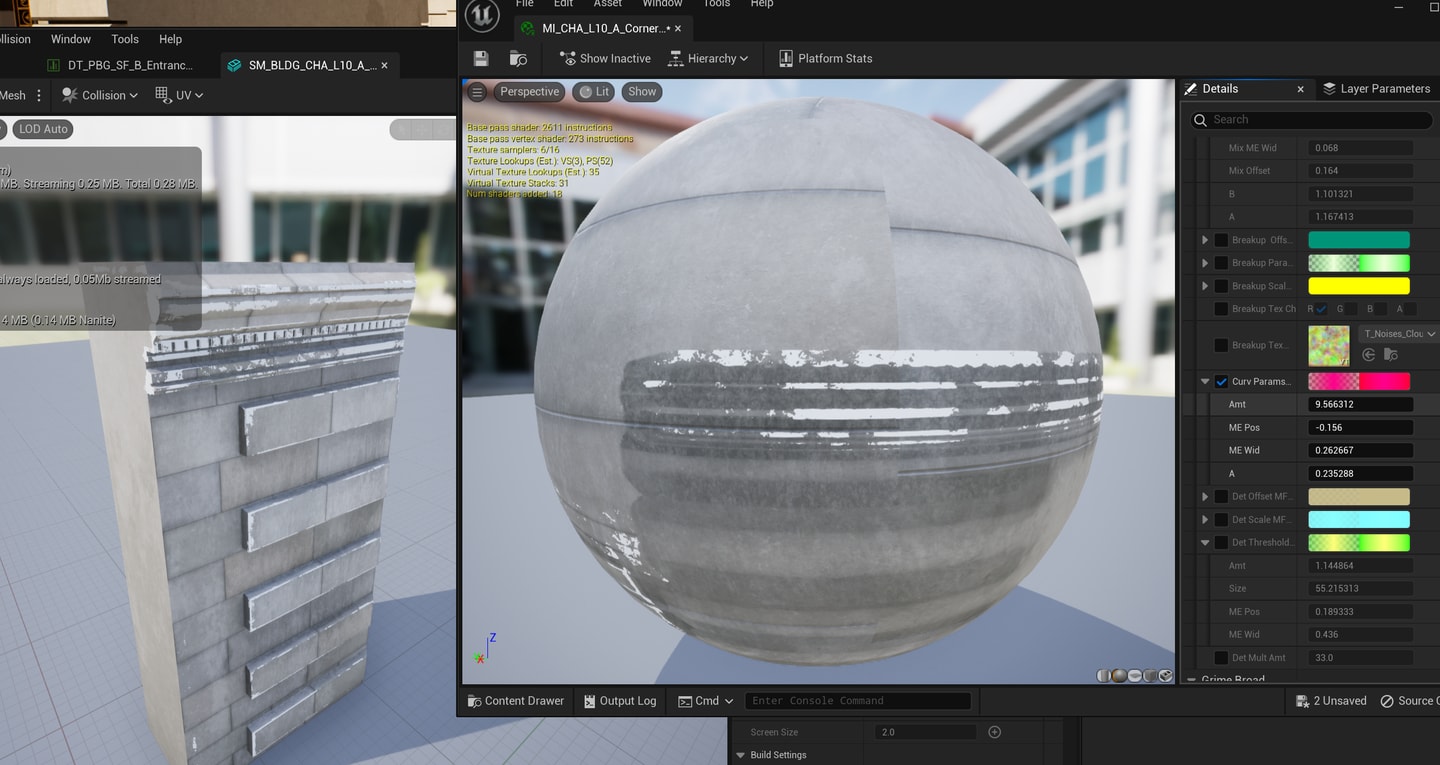 File Edit Asset Window Tools Help
llision Window Tools Help
MI_CHA_L10_A_Corner...* ×
DT_PBG_SF_B_Entranc...
SM_BLDG_CHA_L10_A_... ×
Show Inactive Hierarchy Platform Stats
Mesh Collision UV
Perspective Lit Show
Details × Layer Parameters
LOD Auto
Search
Base pass shader: 2611 instructions
Base pass vertex shader: 273 instructions
Texture samplers: 6/16
Texture Lookups (Est.): VS(3), PS(52)
Virtual Texture Lookups (Est.): 35
Virtual Texture Stacks: 31
Num shaders added: 18
m)
MB. Streaming 0.25 MB. Total 0.28 MB.
always loaded, 0.05Mb streamed
4 MB (0.14 MB Nanite)
Mix ME Wid 0.068
Mix Offset 0.164
B 1.101321
A 1.167413
Breakup Offs...
Breakup Para...
Breakup Scal...
Breakup Tex Ch R G B A
Breakup Tex... T_Noises_Clou
VT
Curv Params...
Amt 9.566312
ME Pos -0.156
ME Wid 0.262667
A 0.235288
Det Offset MF...
Det Scale MF...
Det Threshold...
Amt 1.144864
Size 55.215313
ME Pos 0.189333
ME Wid 0.436
Det Mult Amt 33.0
Grime Broad
Z
X
Content Drawer Output Log Cmd Enter Console Command 2 Unsaved Source C
Screen Size 2.0
Build Settings